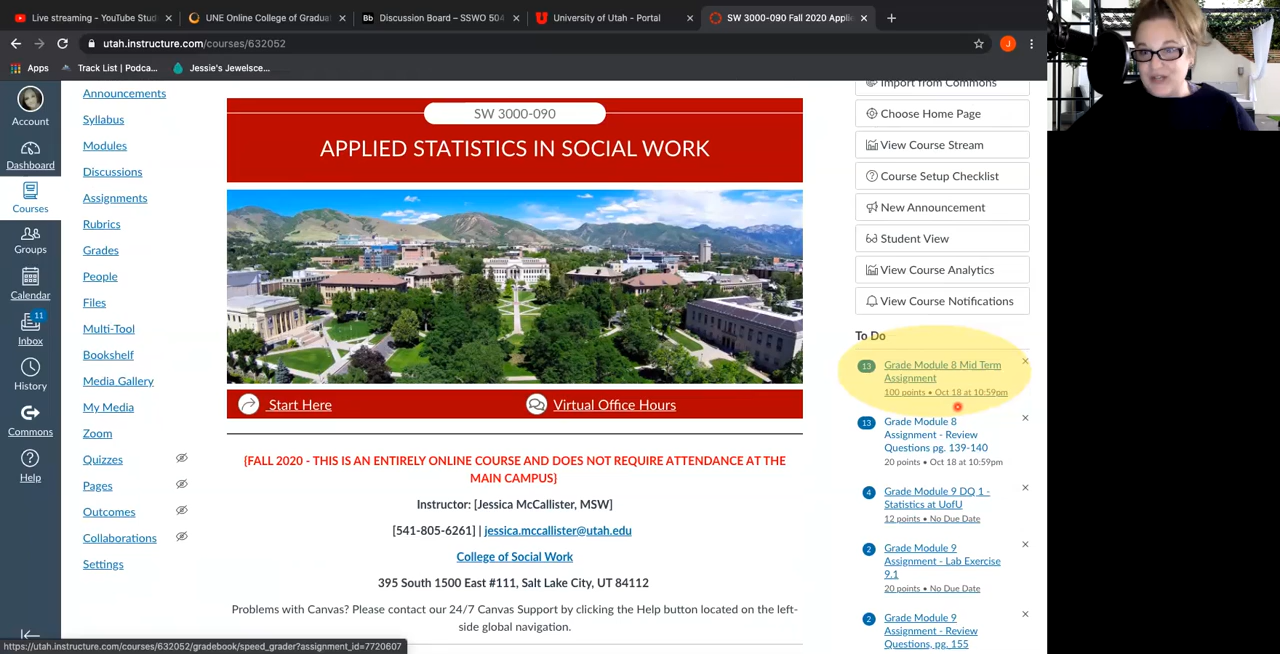 Live streaming - YouTube Stud
UNE Online College of Gradua
Bb Discussion Board – SSWO 504
University of Utah - Portal
SW 3000-090 Fall 2020 Appli
utah.instructure.com/courses/632052
J
Apps
Track List | Podca...
Jessie's Jewelsce...
Account
Dashboard
Courses
Groups
Calendar
11
Inbox
History
Commons
Help
Announcements
Syllabus
Modules
Discussions
Assignments
Rubrics
Grades
People
Files
Multi-Tool
Bookshelf
Media Gallery
My Media
Zoom
Quizzes
Pages
Outcomes
Collaborations
Settings
SW 3000-090
APPLIED STATISTICS IN SOCIAL WORK
Start Here
Virtual Office Hours
{FALL 2020 - THIS IS AN ENTIRELY ONLINE COURSE AND DOES NOT REQUIRE ATTENDANCE AT THE
MAIN CAMPUS}
Instructor: [Jessica McCallister, MSW]
[541-805-6261] | jessica.mccallister@utah.edu
College of Social Work
395 South 1500 East #111, Salt Lake City, UT 84112
Problems with Canvas? Please contact our 24/7 Canvas Support by clicking the Help button located on the left-
side global navigation.
Import from Commons
Choose Home Page
View Course Stream
Course Setup Checklist
New Announcement
Student View
View Course Analytics
View Course Notifications
To Do
13 Grade Module 8 Mid Term
Assignment
100 points • Oct 18 at 10:59pm
13 Grade Module 8
Assignment - Review
Questions pg. 139-140
20 points • Oct 18 at 10:59pm
4 Grade Module 9 DQ 1 -
Statistics at UofU
12 points • No Due Date
2 Grade Module 9
Assignment - Lab Exercise
9.1
20 points • No Due Date
2 Grade Module 9
Assignment - Review
Questions, pg. 155
https://utah.instructure.com/courses/632052/gradebook/speed_grader?assignment_id=7720607